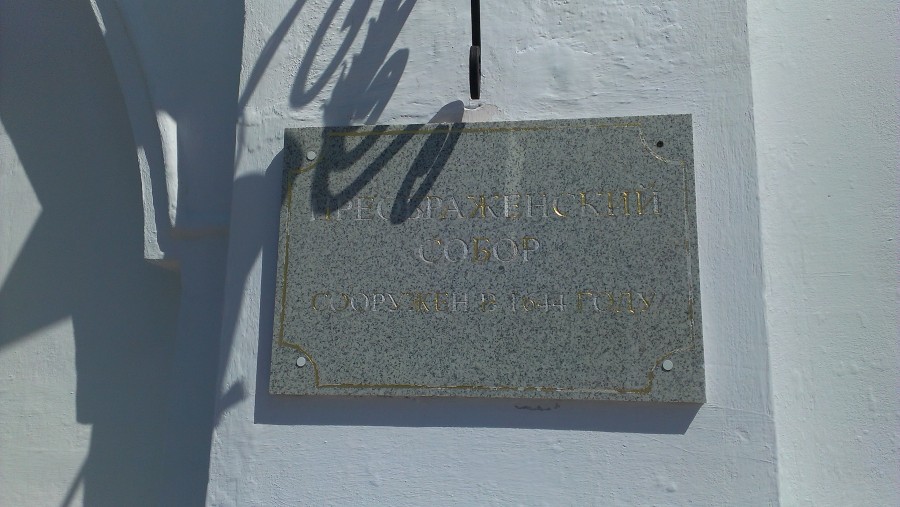 ПРЕОБРАЖЕНСКИЙ
СОБОР
СООРУЖЕН В 1644 ГОДУ